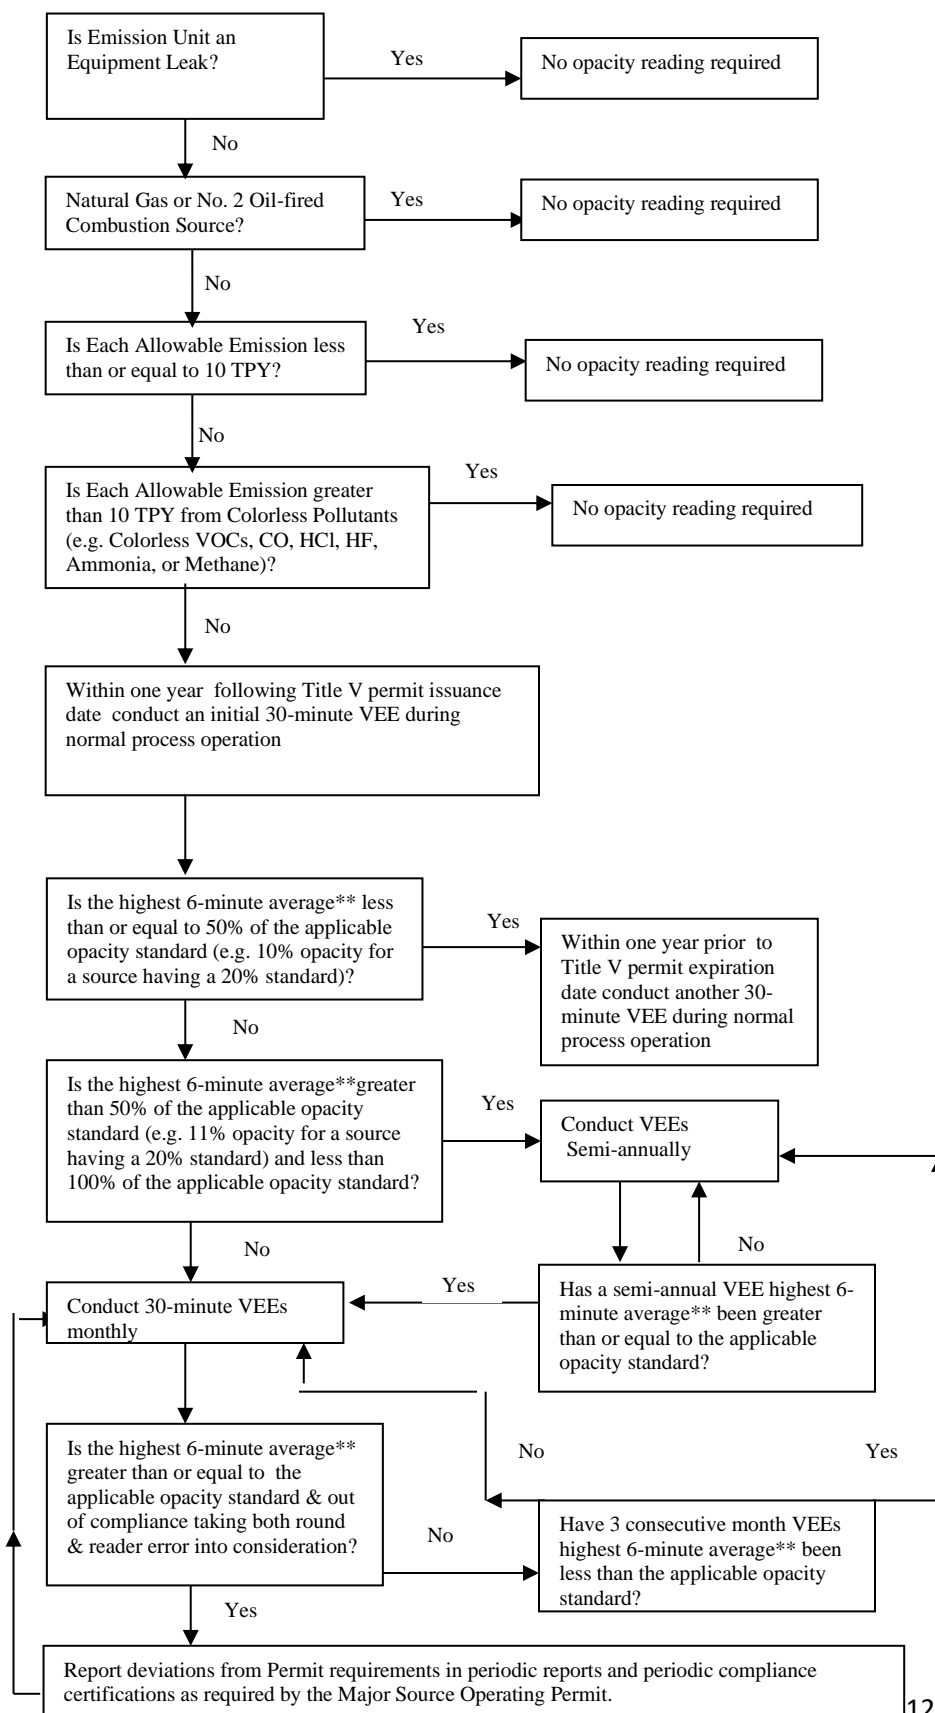 Is Emission Unit an
Equipment Leak?
Yes
No opacity reading required
No
Natural Gas or No. 2 Oil-fired
Combustion Source?
Yes
No opacity reading required
No
Is Each Allowable Emission less
than or equal to 10 TPY?
Yes
No opacity reading required
No
Is Each Allowable Emission greater
than 10 TPY from Colorless Pollutants
(e.g. Colorless VOCs, CO, HCl, HF,
Ammonia, or Methane)?
Yes
No opacity reading required
No
Within one year following Title V permit issuance
date conduct an initial 30-minute VEE during
normal process operation
Is the highest 6-minute average** less
than or equal to 50% of the applicable
opacity standard (e.g. 10% opacity for
a source having a 20% standard)?
Yes
Within one year prior to
Title V permit expiration
date conduct another 30-
minute VEE during normal
process operation
No
Is the highest 6-minute average**greater
than 50% of the applicable opacity
standard (e.g. 11% opacity for a source
having a 20% standard) and less than
100% of the applicable opacity standard?
Yes
Conduct VEEs
Semi-annually
No
No
Conduct 30-minute VEEs
monthly
Yes
Has a semi-annual VEE highest 6-
minute average** been greater
than or equal to the applicable
opacity standard?
Is the highest 6-minute average**
greater than or equal to the
applicable opacity standard & out
of compliance taking both round
& reader error into consideration?
No
Yes
No
Have 3 consecutive month VEEs
highest 6-minute average** been
less than the applicable opacity
standard?
Yes
Report deviations from Permit requirements in periodic reports and periodic compliance
certifications as required by the Major Source Operating Permit.
12